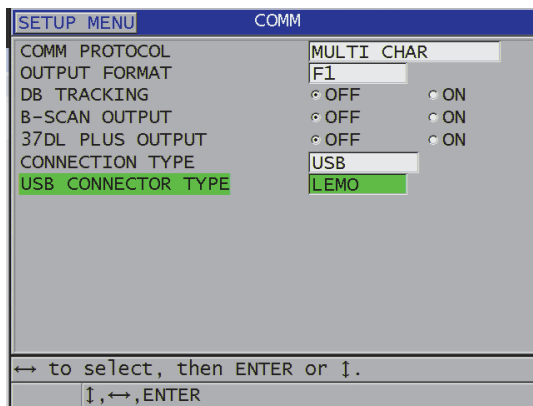 SETUP MENU COMM
COMM PROTOCOL MULTI CHAR
OUTPUT FORMAT F1
DB TRACKING OFF ON
B-SCAN OUTPUT OFF ON
37DL PLUS OUTPUT OFF ON
CONNECTION TYPE USB
USB CONNECTOR TYPE LEMO
↔ to select, then ENTER or ↕.
↕,↔,ENTER